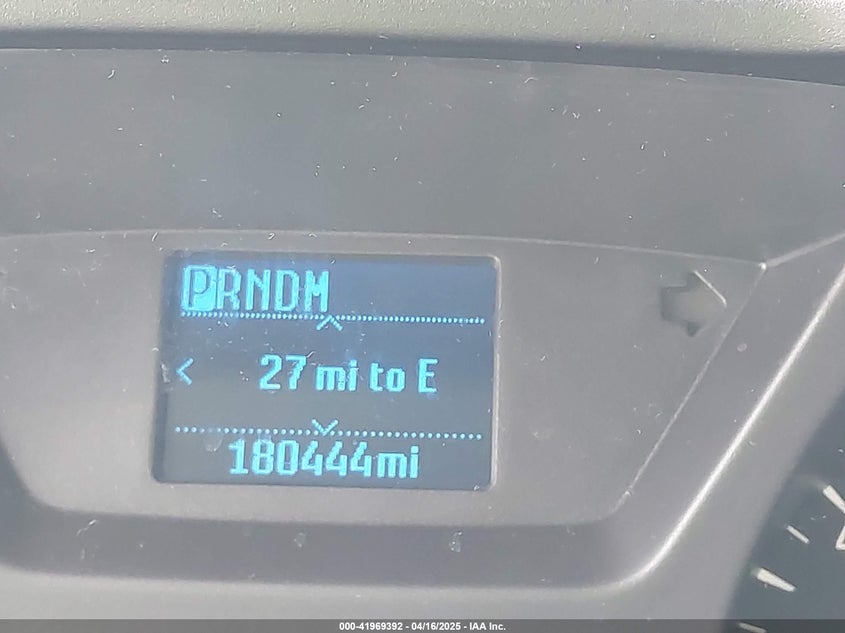 PRNDM
< 27 mi to E
180444mi
000-41969392 - 04/16/2025 - IAA Inc.